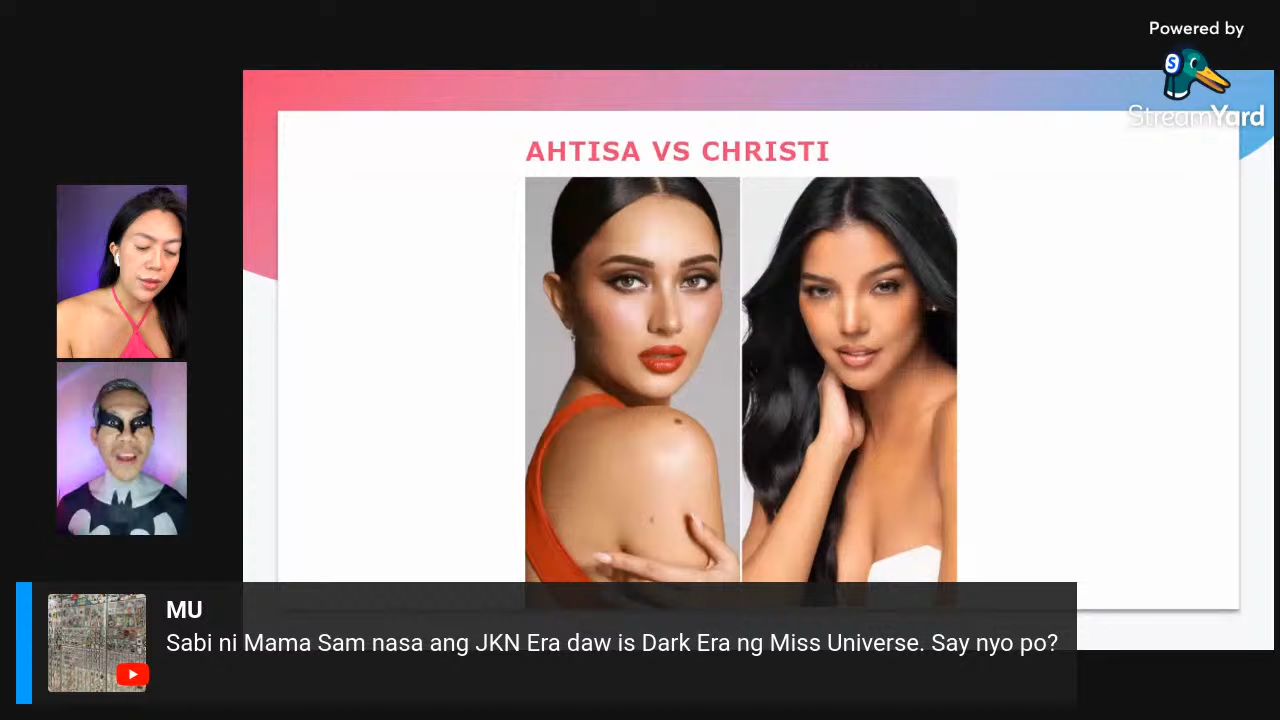 Powered by
StreamYard
AHTISA VS CHRISTI
MU
Sabi ni Mama Sam nasa ang JKN Era daw is Dark Era ng Miss Universe. Say nyo po?